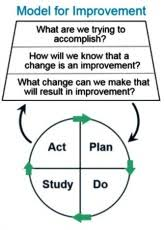 Model for Improvement
What are we trying to
accomplish?
How will we know that a
change is an improvement?
What change can we make that
will result in improvement?
Act
Plan
Study
Do